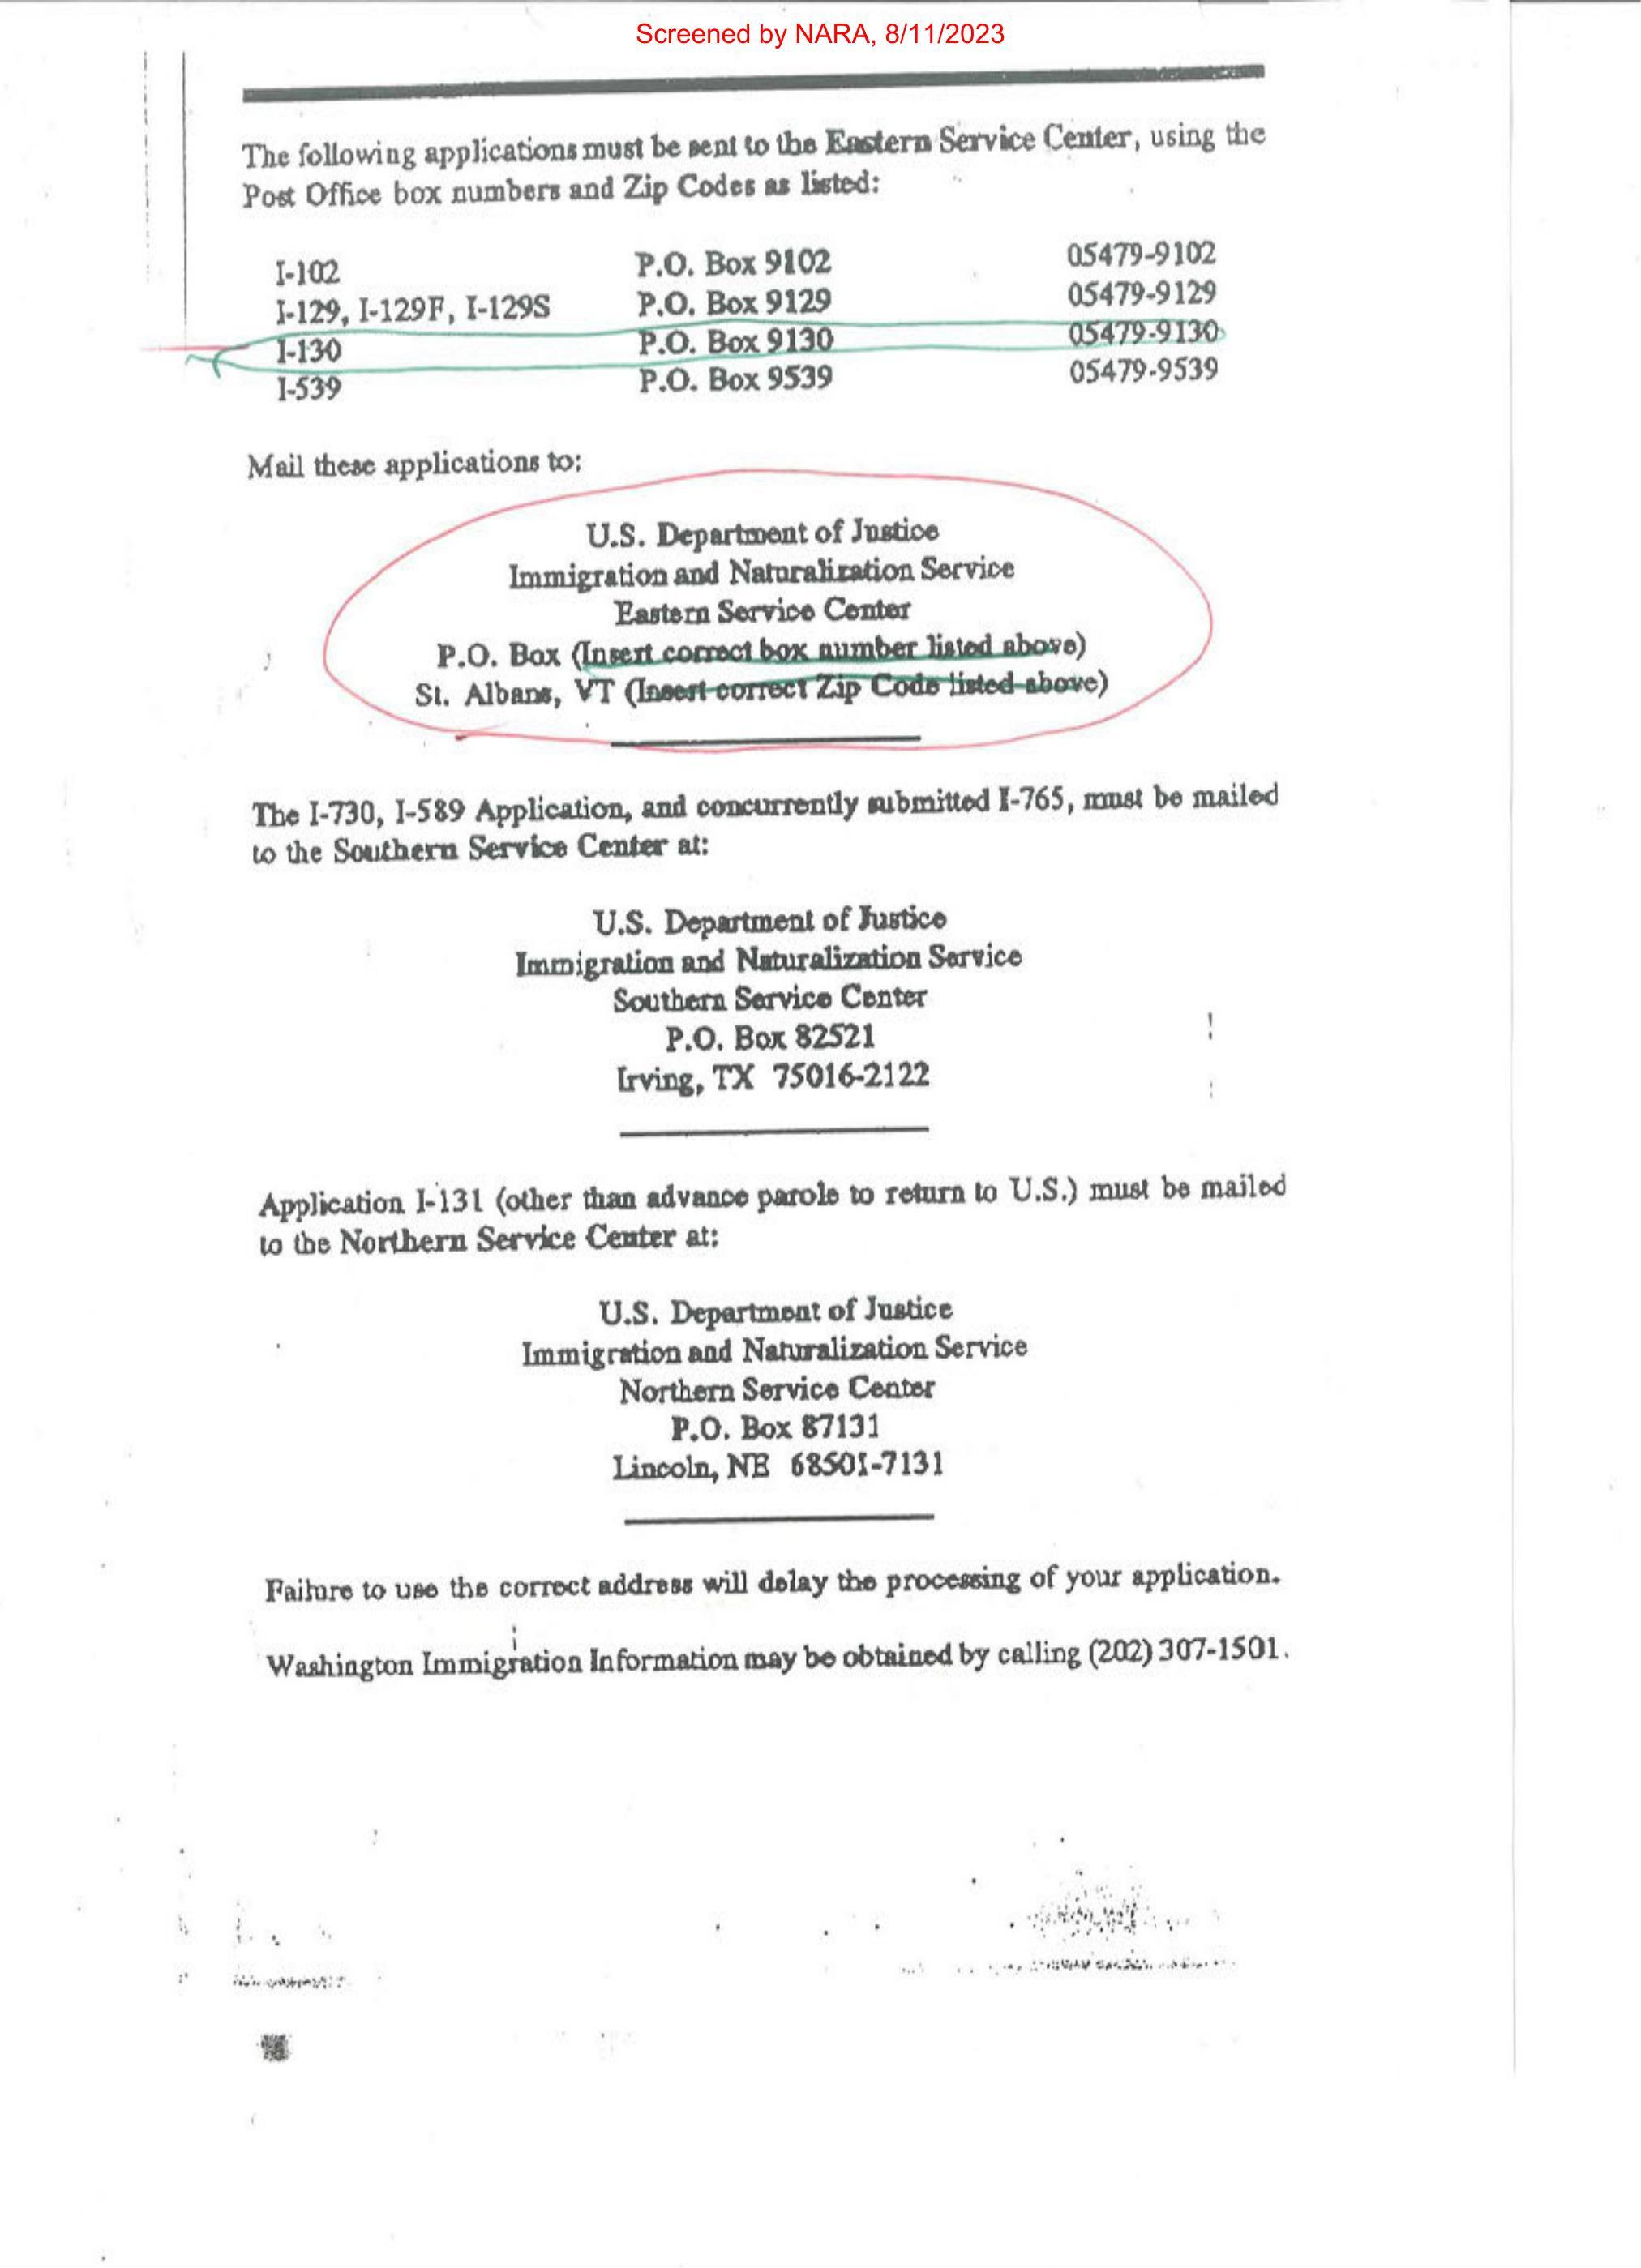 Screened by NARA, 8/11/2023
The following applications must be sent to the Eastern Service Center, using the
Post Office box numbers and Zip Codes as listed:
I-102 P.O. Box 9102 05479-9102
I-129, I-129F, I-129S P.O. Box 9129 05479-9129
I-130 P.O. Box 9130 05479-9130
I-539 P.O. Box 9539 05479-9539
Mail these applications to:
U.S. Department of Justice
Immigration and Naturalization Service
Eastern Service Center
P.O. Box (Insert correct box number listed above)
St. Albans, VT (Insert correct Zip Code listed above)
The I-730, I-589 Application, and concurrently submitted I-765, must be mailed
to the Southern Service Center at:
U.S. Department of Justice
Immigration and Naturalization Service
Southern Service Center
P.O. Box 82521
Irving, TX 75016-2122
Application I-131 (other than advance parole to return to U.S.) must be mailed
to the Northern Service Center at:
U.S. Department of Justice
Immigration and Naturalization Service
Northern Service Center
P.O. Box 87131
Lincoln, NE 68501-7131
Failure to use the correct address will delay the processing of your application.
Washington Immigration Information may be obtained by calling (202) 307-1501.